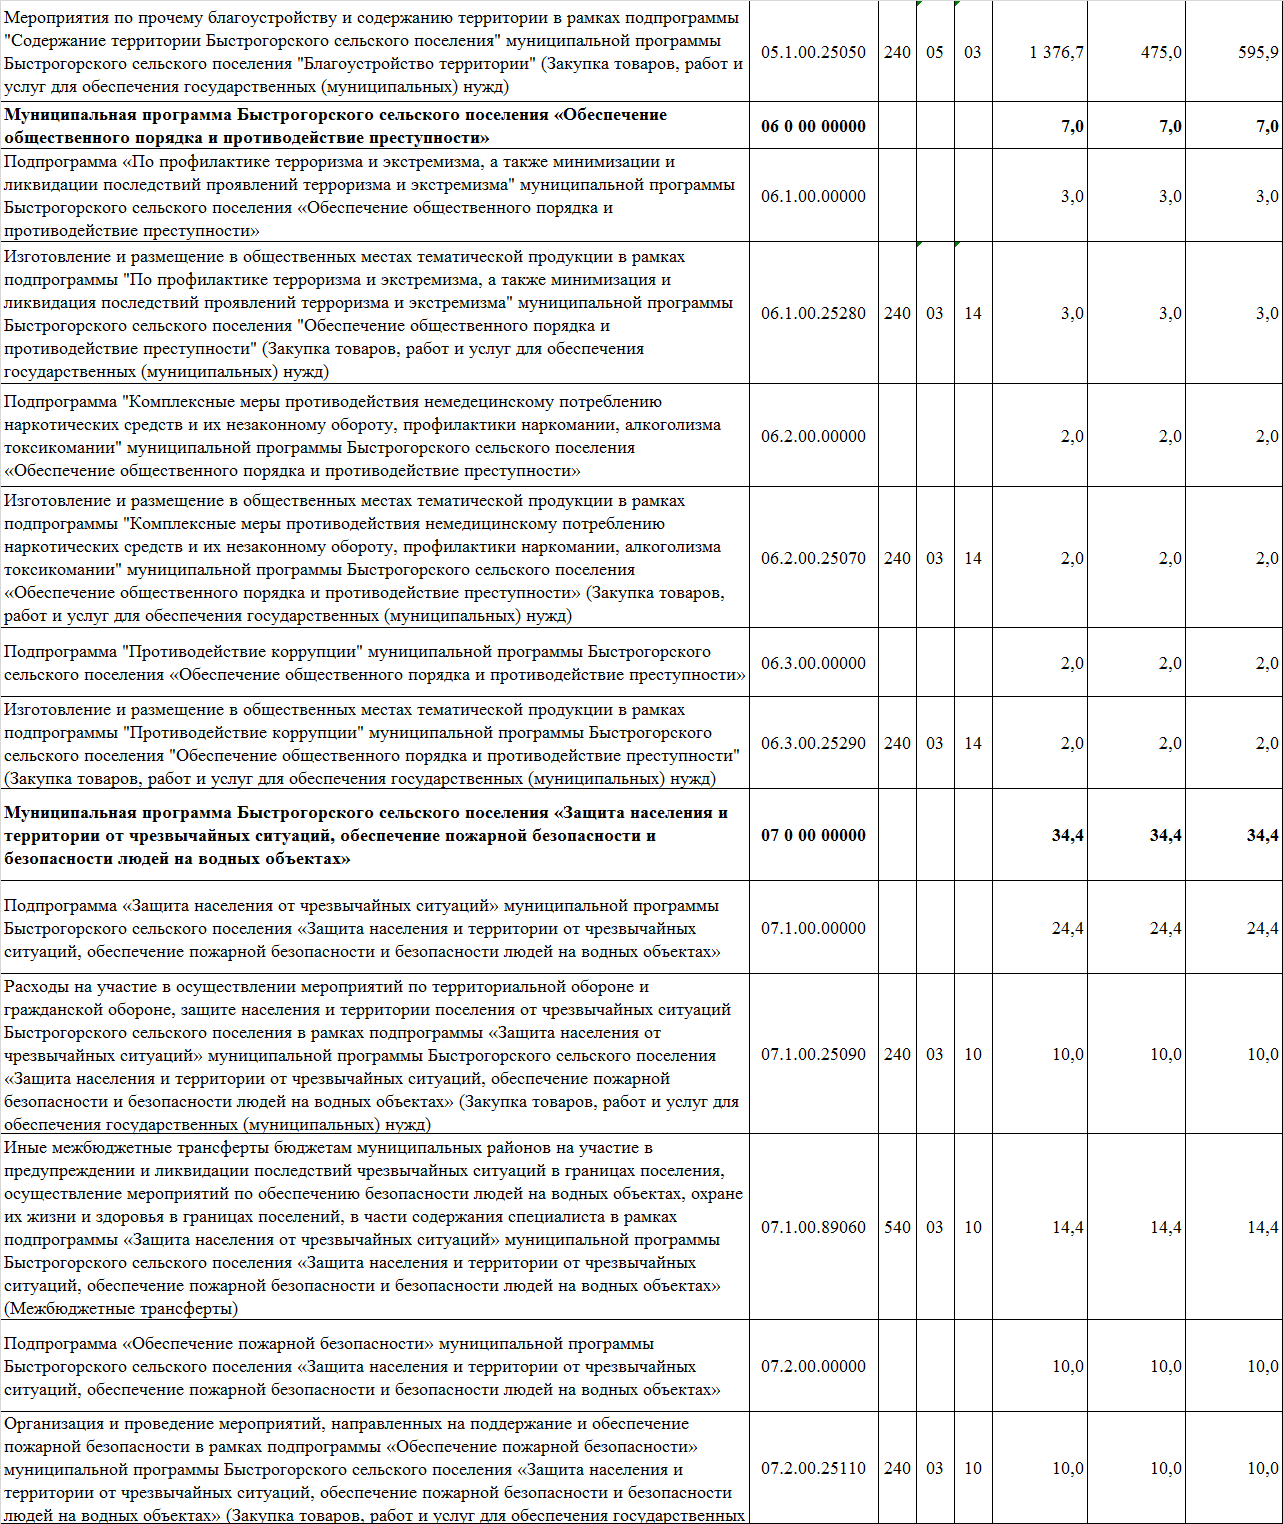 Мероприятия по прочему благоустройству и содержанию территории в рамках подпрограммы
"Содержание территории Быстрогорского сельского поселения" муниципальной программы
Быстрогорского сельского поселения "Благоустройство территории" (Закупка товаров, работ и
услуг для обеспечения государственных (муниципальных) нужд)
05.1.00.25050 240 05 03 1 376,7 475,0 595,9
Муниципальная программа Быстрогорского сельского поселения «Обеспечение
общественного порядка и противодействие преступности»
06 0 00 00000 7,0 7,0 7,0
Подпрограмма «По профилактике терроризма и экстремизма, а также минимизации и
ликвидации последствий проявлений терроризма и экстремизма" муниципальной программы
Быстрогорского сельского поселения «Обеспечение общественного порядка и
противодействие преступности»
06.1.00.00000 3,0 3,0 3,0
Изготовление и размещение в общественных местах тематической продукции в рамках
подпрограммы "По профилактике терроризма и экстремизма, а также минимизация и
ликвидация последствий проявлений терроризма и экстремизма" муниципальной программы
Быстрогорского сельского поселения "Обеспечение общественного порядка и
противодействие преступности" (Закупка товаров, работ и услуг для обеспечения
государственных (муниципальных) нужд)
06.1.00.25280 240 03 14 3,0 3,0 3,0
Подпрограмма "Комплексные меры противодействия немедецинскому потреблению
наркотических средств и их незаконному обороту, профилактики наркомании, алкоголизма
токсикомании" муниципальной программы Быстрогорского сельского поселения
«Обеспечение общественного порядка и противодействие преступности»
06.2.00.00000 2,0 2,0 2,0
Изготовление и размещение в общественных местах тематической продукции в рамках
подпрограммы "Комплексные меры противодействия немедицинскому потреблению
наркотических средств и их незаконному обороту, профилактики наркомании, алкоголизма
токсикомании" муниципальной программы Быстрогорского сельского поселения
«Обеспечение общественного порядка и противодействие преступности» (Закупка товаров,
работ и услуг для обеспечения государственных (муниципальных) нужд)
06.2.00.25070 240 03 14 2,0 2,0 2,0
Подпрограмма "Противодействие коррупции" муниципальной программы Быстрогорского
сельского поселения «Обеспечение общественного порядка и противодействие преступности»
06.3.00.00000 2,0 2,0 2,0
Изготовление и размещение в общественных местах тематической продукции в рамках
подпрограммы "Противодействие коррупции" муниципальной программы Быстрогорского
сельского поселения "Обеспечение общественного порядка и противодействие преступности"
(Закупка товаров, работ и услуг для обеспечения государственных (муниципальных) нужд)
06.3.00.25290 240 03 14 2,0 2,0 2,0
Муниципальная программа Быстрогорского сельского поселения «Защита населения и
территории от чрезвычайных ситуаций, обеспечение пожарной безопасности и
безопасности людей на водных объектах»
07 0 00 00000 34,4 34,4 34,4
Подпрограмма «Защита населения от чрезвычайных ситуаций» муниципальной программы
Быстрогорского сельского поселения «Защита населения и территории от чрезвычайных
ситуаций, обеспечение пожарной безопасности и безопасности людей на водных объектах»
07.1.00.00000 24,4 24,4 24,4
Расходы на участие в осуществлении мероприятий по территориальной обороне и
гражданской обороне, защите населения и территории поселения от чрезвычайных ситуаций
Быстрогорского сельского поселения в рамках подпрограммы «Защита населения от
чрезвычайных ситуаций» муниципальной программы Быстрогорского сельского поселения
«Защита населения и территории от чрезвычайных ситуаций, обеспечение пожарной
безопасности и безопасности людей на водных объектах» (Закупка товаров, работ и услуг для
обеспечения государственных (муниципальных) нужд)
07.1.00.25090 240 03 10 10,0 10,0 10,0
Иные межбюджетные трансферты бюджетам муниципальных районов на участие в
предупреждении и ликвидации последствий чрезвычайных ситуаций в границах поселения,
осуществление мероприятий по обеспечению безопасности людей на водных объектах, охране
их жизни и здоровья в границах поселений, в части содержания специалиста в рамках
подпрограммы «Защита населения от чрезвычайных ситуаций» муниципальной программы
Быстрогорского сельского поселения «Защита населения и территории от чрезвычайных
ситуаций, обеспечение пожарной безопасности и безопасности людей на водных объектах»
(Межбюджетные трансферты)
07.1.00.89060 540 03 10 14,4 14,4 14,4
Подпрограмма «Обеспечение пожарной безопасности» муниципальной программы
Быстрогорского сельского поселения «Защита населения и территории от чрезвычайных
ситуаций, обеспечение пожарной безопасности и безопасности людей на водных объектах»
07.2.00.00000 10,0 10,0 10,0
Организация и проведение мероприятий, направленных на поддержание и обеспечение
пожарной безопасности в рамках подпрограммы «Обеспечение пожарной безопасности»
муниципальной программы Быстрогорского сельского поселения «Защита населения и
территории от чрезвычайных ситуаций, обеспечение пожарной безопасности и безопасности
людей на водных объектах» (Закупка товаров, работ и услуг для обеспечения государственных
07.2.00.25110 240 03 10 10,0 10,0 10,0